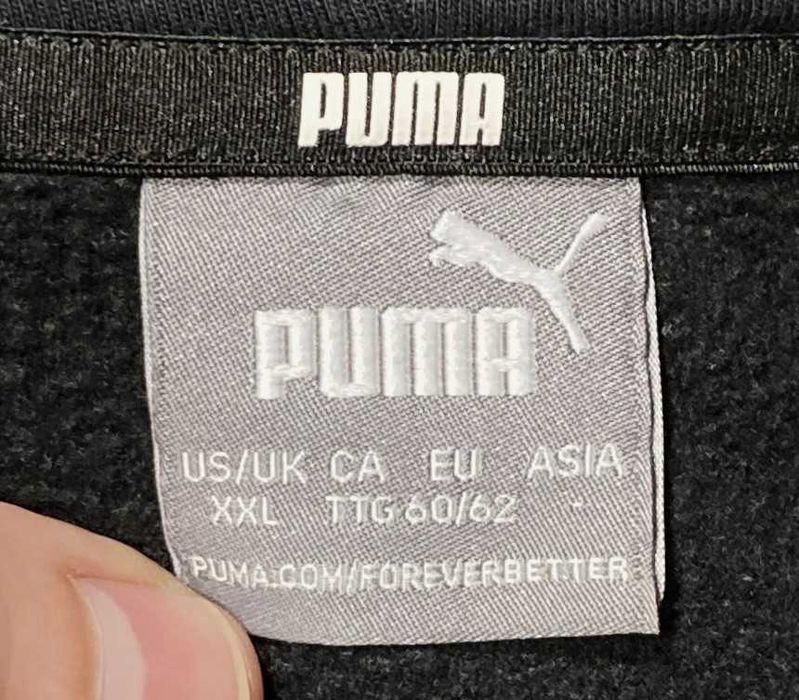 PUMA
PUMA
US/UK CA EU ASIA
XXL TTG 60/62 -
PUMA.COM/FOREVERBETTER